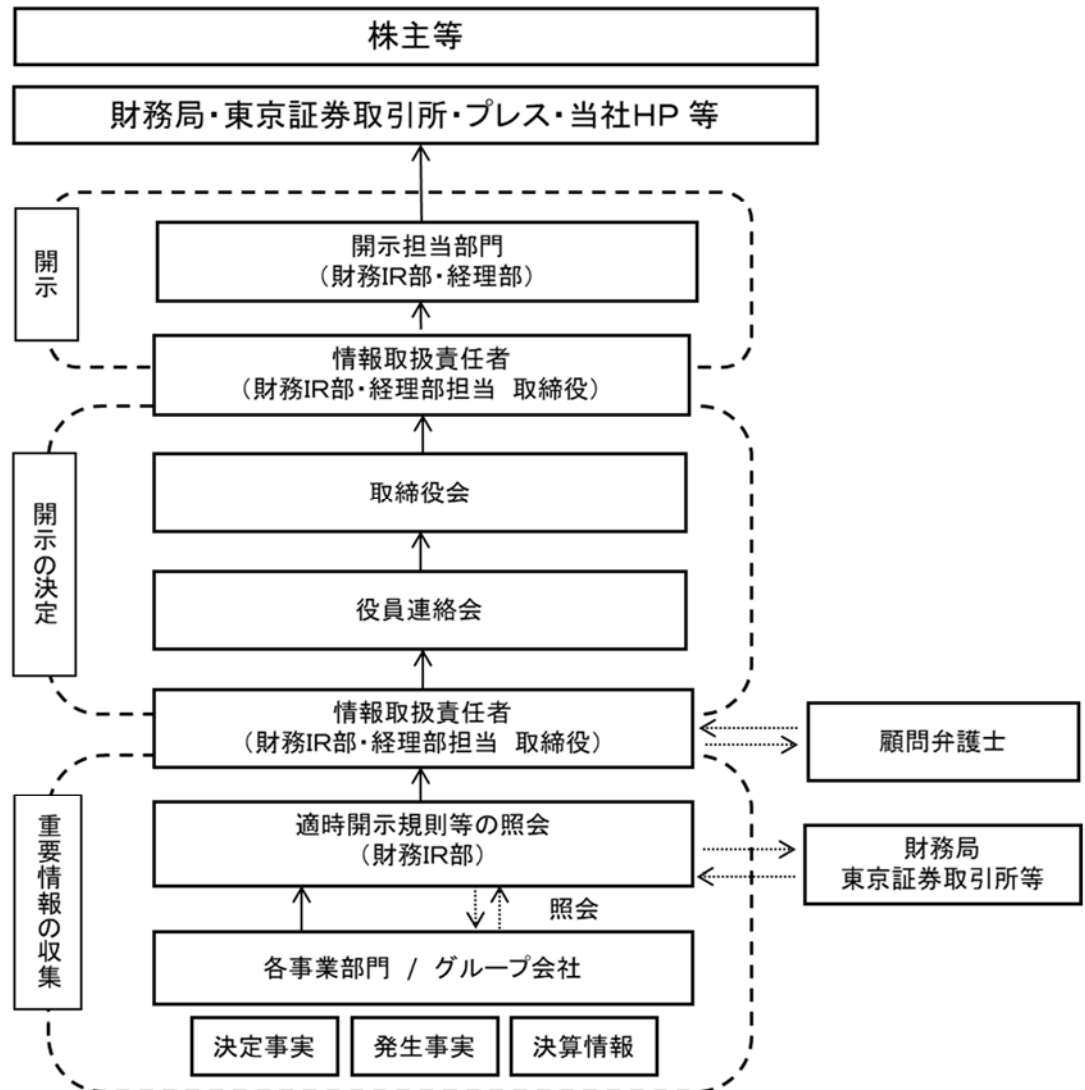 株主等
財務局・東京証券取引所・プレス・当社HP 等
開示
開示担当部門
（財務IR部・経理部）
情報取扱責任者
（財務IR部・経理部担当　取締役）
開示の決定
取締役会
役員連絡会
情報取扱責任者
（財務IR部・経理部担当　取締役）
顧問弁護士
重要情報の収集
適時開示規則等の照会
（財務IR部）
財務局
東京証券取引所等
照会
各事業部門 / グループ会社
決定事実
発生事実
決算情報